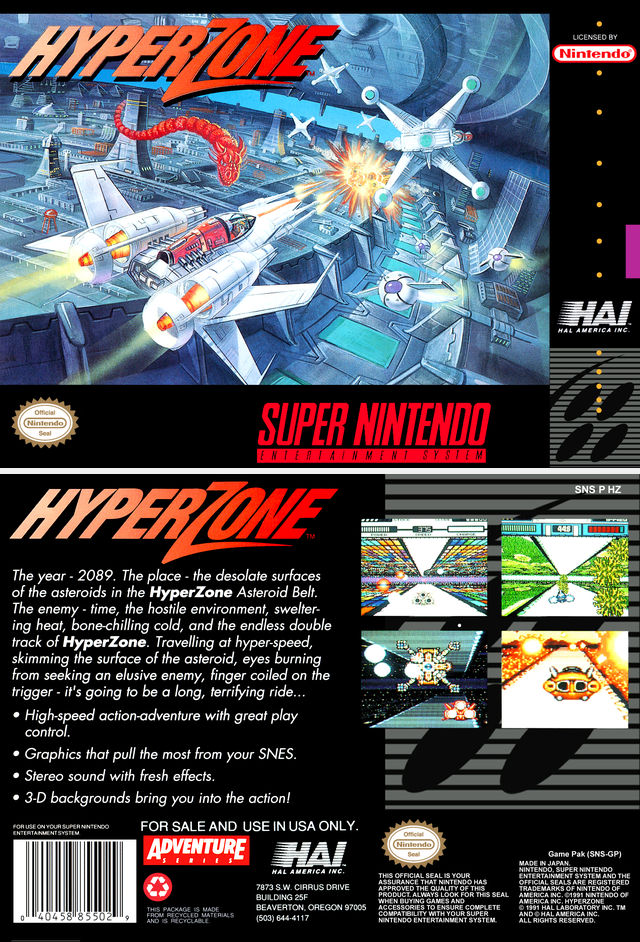 HYPERZONE™
LICENSED BY
Nintendo
HAL
HAL AMERICA INC.
Official
Nintendo
Seal
SUPER NINTENDO
ENTERTAINMENT SYSTEM
HYPERZONE™
SNS P HZ
The year - 2089. The place - the desolate surfaces
of the asteroids in the HyperZone Asteroid Belt.
The enemy - time, the hostile environment, swelter-
ing heat, bone-chilling cold, and the endless double
track of HyperZone. Travelling at hyper-speed,
skimming the surface of the asteroid, eyes burning
from seeking an elusive enemy, finger coiled on the
trigger - it's going to be a long, terrifying ride...
• High-speed action-adventure with great play
control.
• Graphics that pull the most from your SNES.
• Stereo sound with fresh effects.
• 3-D backgrounds bring you into the action!
FOR USE ON YOUR SUPER NINTENDO
ENTERTAINMENT SYSTEM.
FOR SALE AND USE IN USA ONLY.
ADVENTURE
SERIES
HAL
HAL AMERICA INC.
0 40458 85502 9
THIS PACKAGE IS MADE
FROM RECYCLED MATERIALS
AND IS RECYCLABLE.
7873 S.W. CIRRUS DRIVE
BUILDING 25F
BEAVERTON, OREGON 97005
(503) 644-4117
Official
Nintendo
Seal
THIS OFFICIAL SEAL IS YOUR
ASSURANCE THAT NINTENDO HAS
APPROVED THE QUALITY OF THIS
PRODUCT. ALWAYS LOOK FOR THIS SEAL
WHEN BUYING GAMES AND
ACCESSORIES TO ENSURE COMPLETE
COMPATIBILITY WITH YOUR SUPER
NINTENDO ENTERTAINMENT SYSTEM.
Game Pak (SNS-GP)
MADE IN JAPAN.
NINTENDO, SUPER NINTENDO
ENTERTAINMENT SYSTEM AND THE
OFFICIAL SEALS ARE REGISTERED
TRADEMARKS OF NINTENDO OF
AMERICA INC. ©1991 NINTENDO OF
AMERICA INC. HYPERZONE
© 1991 HAL LABORATORY INC. TM
AND © HAL AMERICA INC.
ALL RIGHTS RESERVED.